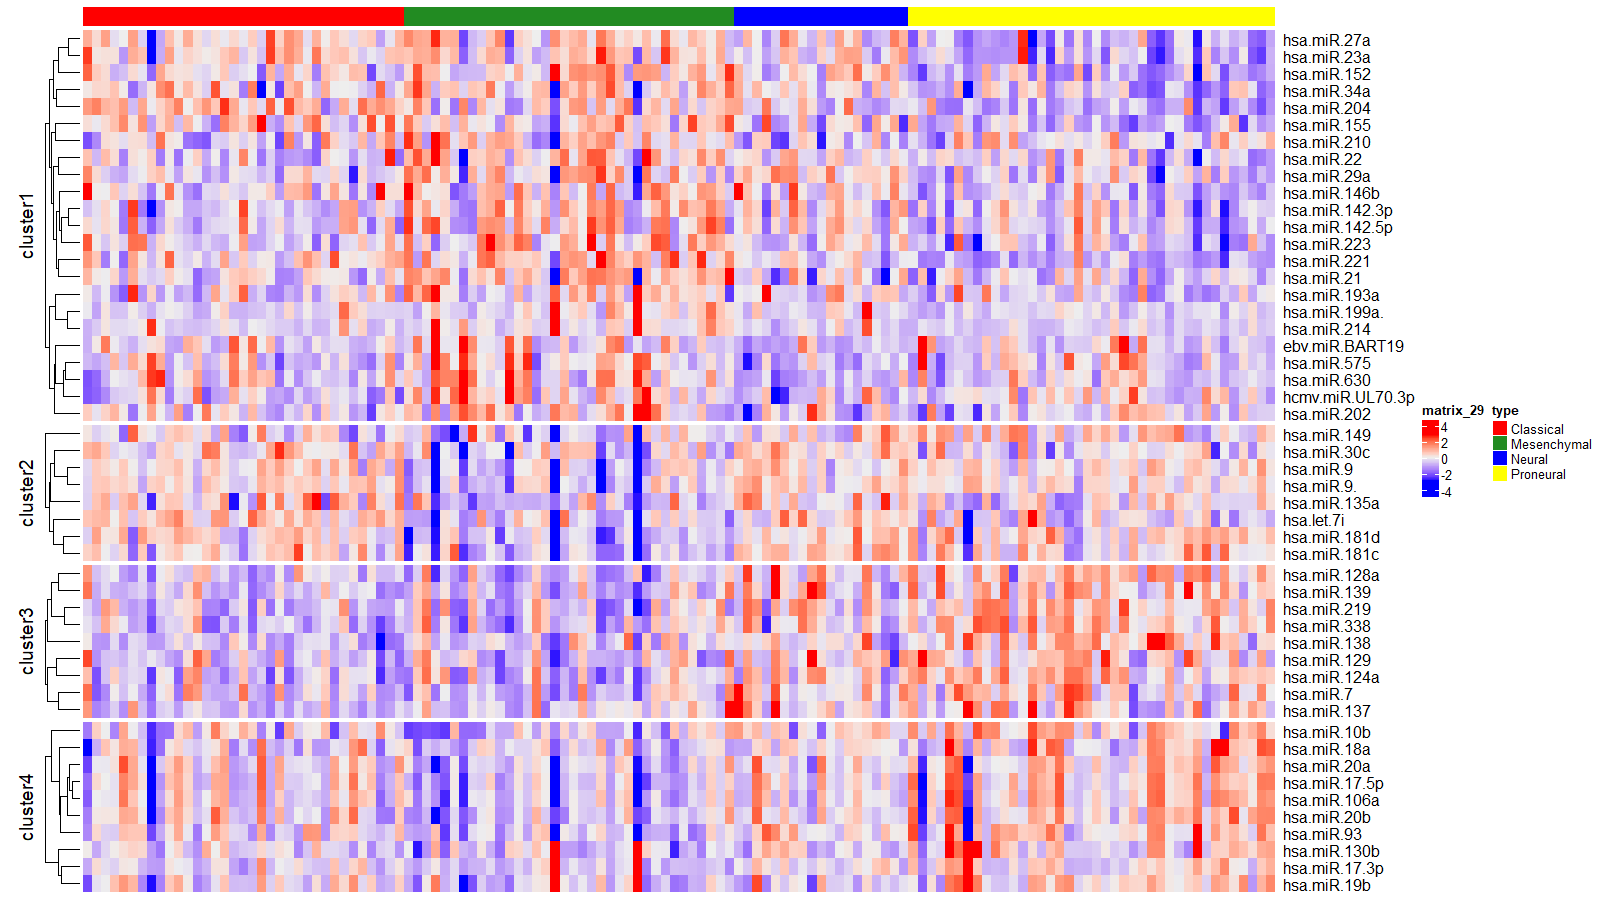 cluster1
hsa.miR.27a
hsa.miR.23a
hsa.miR.152
hsa.miR.34a
hsa.miR.204
hsa.miR.155
hsa.miR.210
hsa.miR.22
hsa.miR.29a
hsa.miR.146b
hsa.miR.142.3p
hsa.miR.142.5p
hsa.miR.223
hsa.miR.221
hsa.miR.21
hsa.miR.193a
hsa.miR.199a.
hsa.miR.214
ebv.miR.BART19
hsa.miR.575
hsa.miR.630
hcmv.miR.UL70.3p
hsa.miR.202
cluster2
hsa.miR.149
hsa.miR.30c
hsa.miR.9
hsa.miR.9.
hsa.miR.135a
hsa.let.7i
hsa.miR.181d
hsa.miR.181c
cluster3
hsa.miR.128a
hsa.miR.139
hsa.miR.219
hsa.miR.338
hsa.miR.138
hsa.miR.129
hsa.miR.124a
hsa.miR.7
hsa.miR.137
cluster4
hsa.miR.10b
hsa.miR.18a
hsa.miR.20a
hsa.miR.17.5p
hsa.miR.106a
hsa.miR.20b
hsa.miR.93
hsa.miR.130b
hsa.miR.17.3p
hsa.miR.19b
matrix_29
4
2
0
-2
-4
type
Classical
Mesenchymal
Neural
Proneural